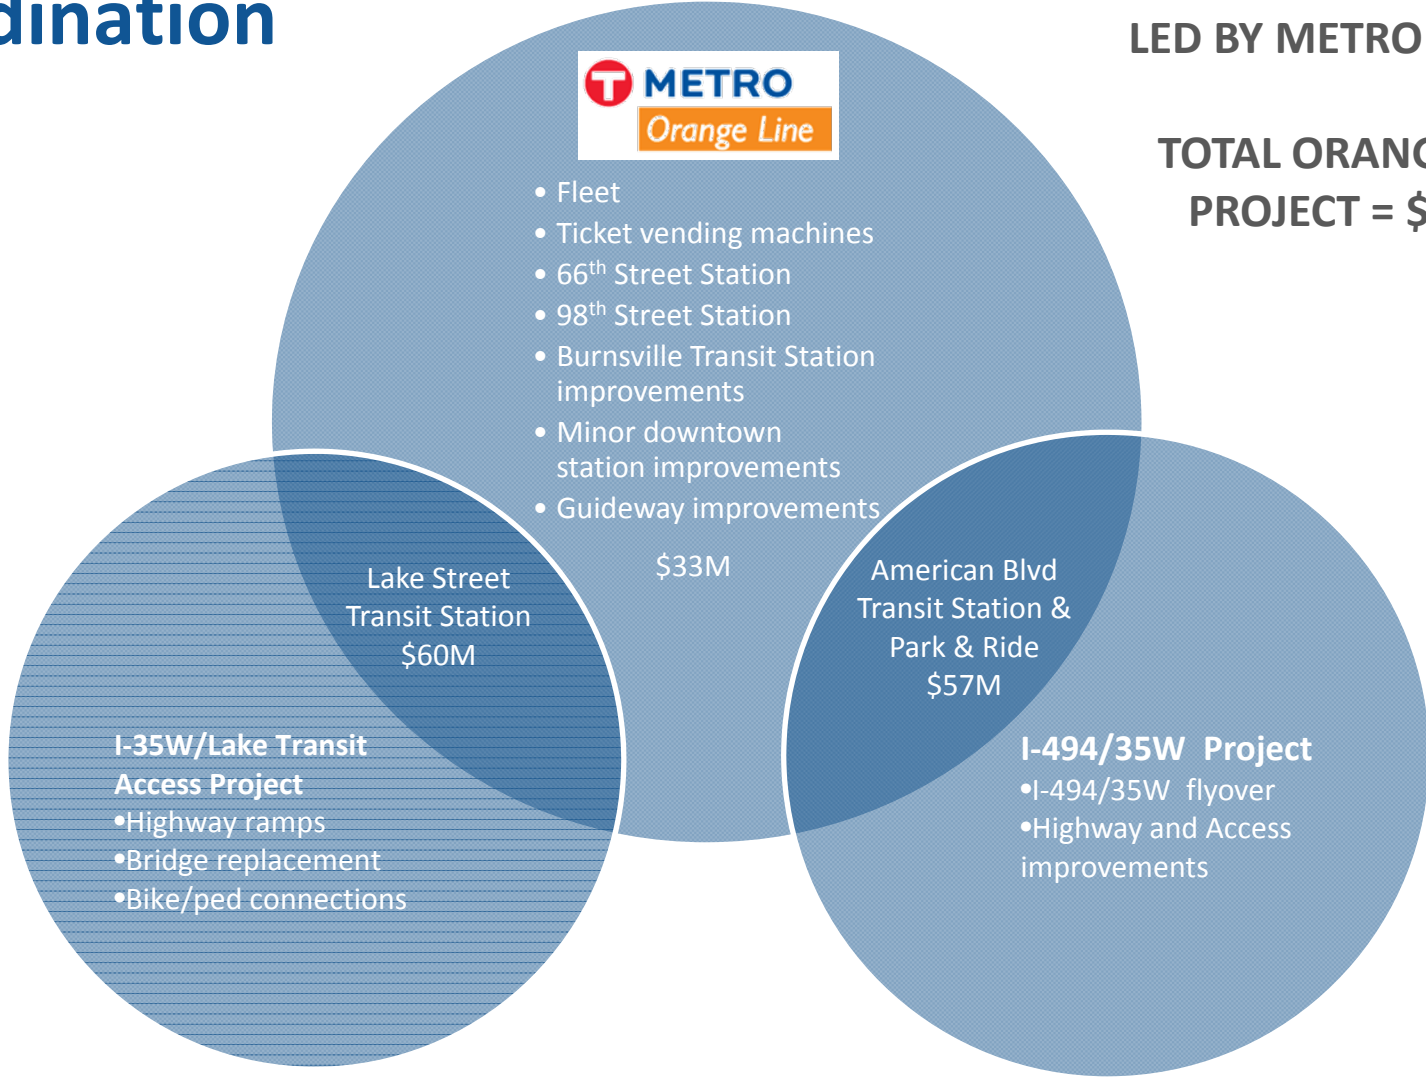 dination
LED BY METRO
TOTAL ORANG
PROJECT = $
T METRO
Orange Line
• Fleet
• Ticket vending machines
• 66th Street Station
• 98th Street Station
• Burnsville Transit Station
improvements
• Minor downtown
station improvements
• Guideway improvements
$33M
Lake Street
Transit Station
$60M
American Blvd
Transit Station &
Park & Ride
$57M
I-35W/Lake Transit
Access Project
•Highway ramps
•Bridge replacement
•Bike/ped connections
I-494/35W Project
•I-494/35W flyover
•Highway and Access
improvements